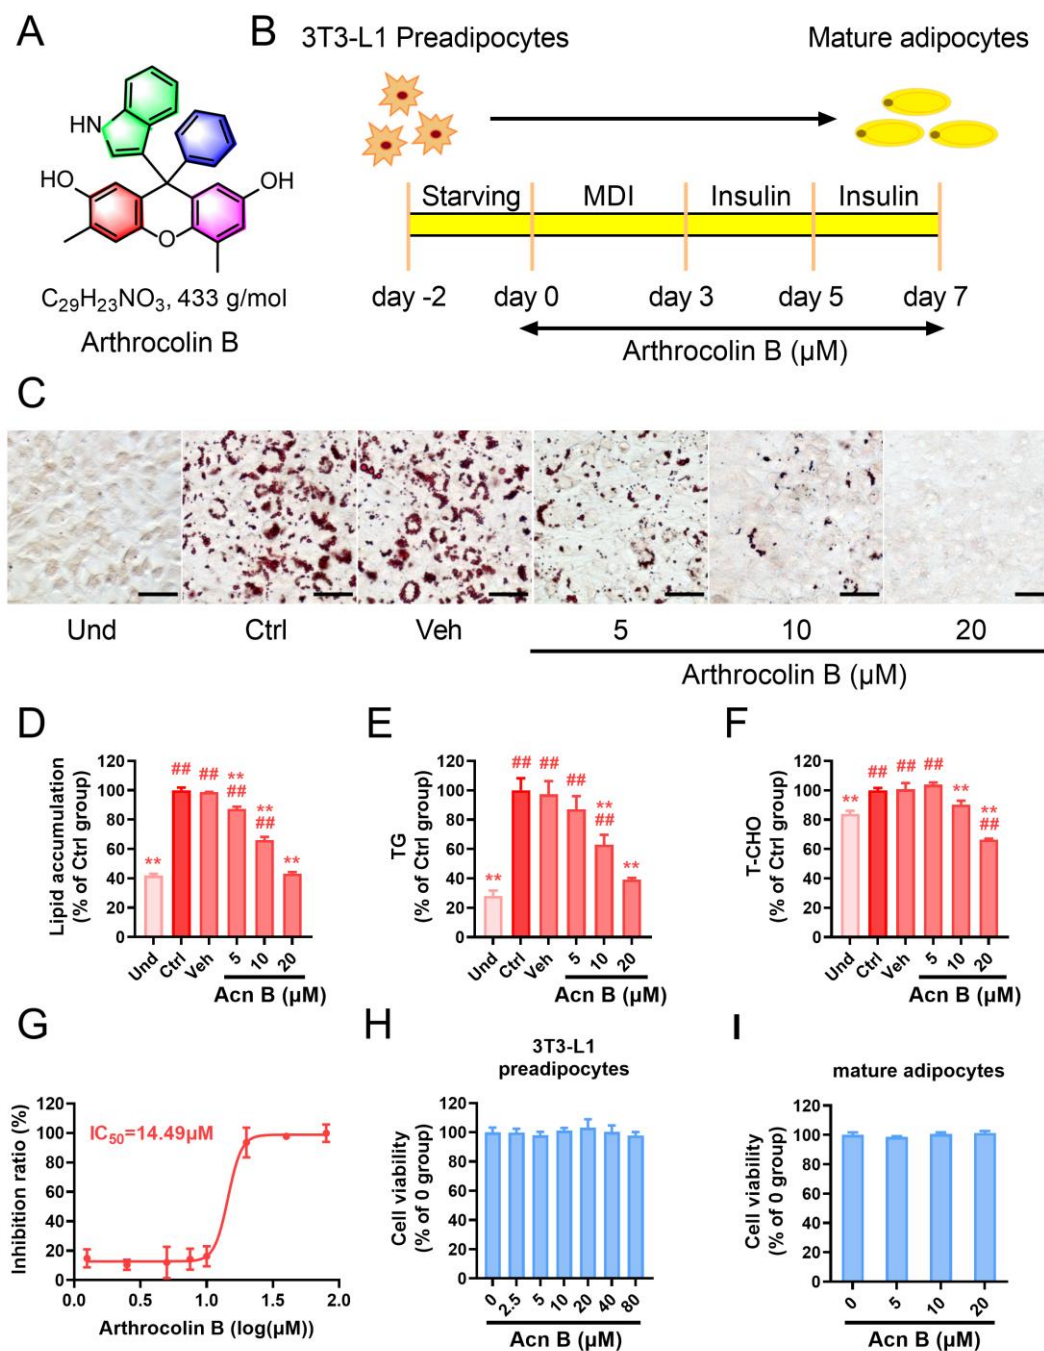 A
HN
HO
OH
O
C₂₉H₂₃NO₃, 433 g/mol
Arthrocolin B
B
3T3-L1 Preadipocytes
Mature adipocytes
Starving MDI Insulin Insulin
day -2 day 0 day 3 day 5 day 7
Arthrocolin B (µM)
C
Und Ctrl Veh 5 10 20
Arthrocolin B (µM)
D
Lipid accumulation
(% of Ctrl group)
120
100
80
60
40
20
0
** ## ## ** ** **
## ##
Und Ctrl Veh 5 10 20
Acn B (µM)
E
TG
(% of Ctrl group)
120
100
80
60
40
20
0
** ## ## ## ** **
##
Und Ctrl Veh 5 10 20
Acn B (µM)
F
T-CHO
(% of Ctrl group)
120
100
80
60
40
20
0
** ## ## ## ** **
##
Und Ctrl Veh 5 10 20
Acn B (µM)
G
Inhibition ratio (%)
120
100
80
60
40
20
0
IC₅₀=14.49µM
0.0 0.5 1.0 1.5 2.0
Arthrocolin B (log(µM))
H
3T3-L1
preadipocytes
Cell viability
(% of 0 group)
120
100
80
60
40
20
0
0 2.5 5 10 20 40 80
Acn B (µM)
I
mature adipocytes
Cell viability
(% of 0 group)
120
100
80
60
40
20
0
0 5 10 20
Acn B (µM)